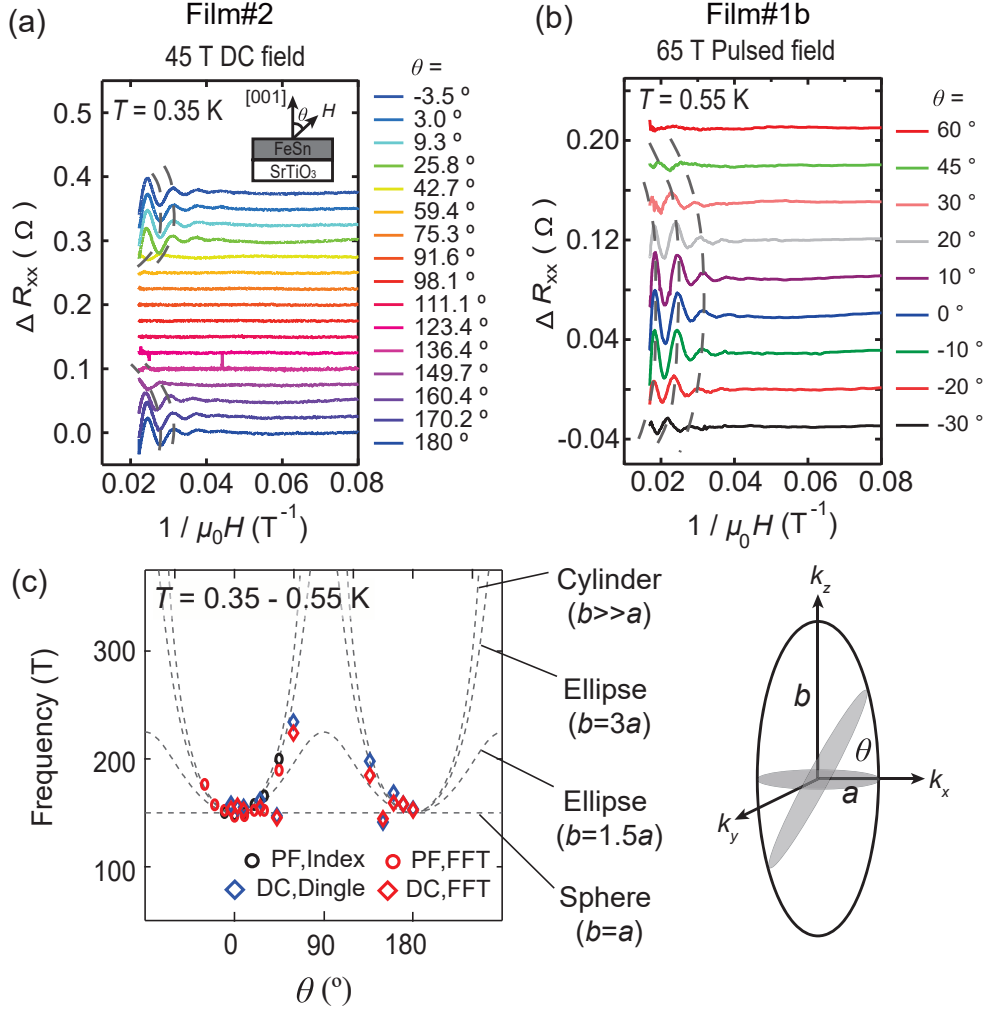 (a)
Film#2
45 T DC field
T = 0.35 K
[001]
θ
H
FeSn
SrTiO₃
θ =
-3.5 º
3.0 º
9.3 º
25.8 º
42.7 º
59.4 º
75.3 º
91.6 º
98.1 º
111.1 º
123.4 º
136.4 º
149.7 º
160.4 º
170.2 º
180 º
Δ Rxx ( Ω )
0.5
0.4
0.3
0.2
0.1
0.0
0.02
0.04
0.06
0.08
1 / μ₀H (T⁻¹)
(b)
Film#1b
65 T Pulsed field
T = 0.55 K
θ =
60 °
45 °
30 °
20 °
10 °
0 °
-10 °
-20 °
-30 °
Δ Rxx ( Ω )
0.20
0.12
0.04
-0.04
0.02
0.04
0.06
0.08
1 / μ₀H (T⁻¹)
(c)
T = 0.35 - 0.55 K
Frequency (T)
300
200
100
0
90
180
θ (º)
PF,Index
PF,FFT
DC,Dingle
DC,FFT
Cylinder
(b>>a)
Ellipse
(b=3a)
Ellipse
(b=1.5a)
Sphere
(b=a)
kz
b
θ
a
kx
ky